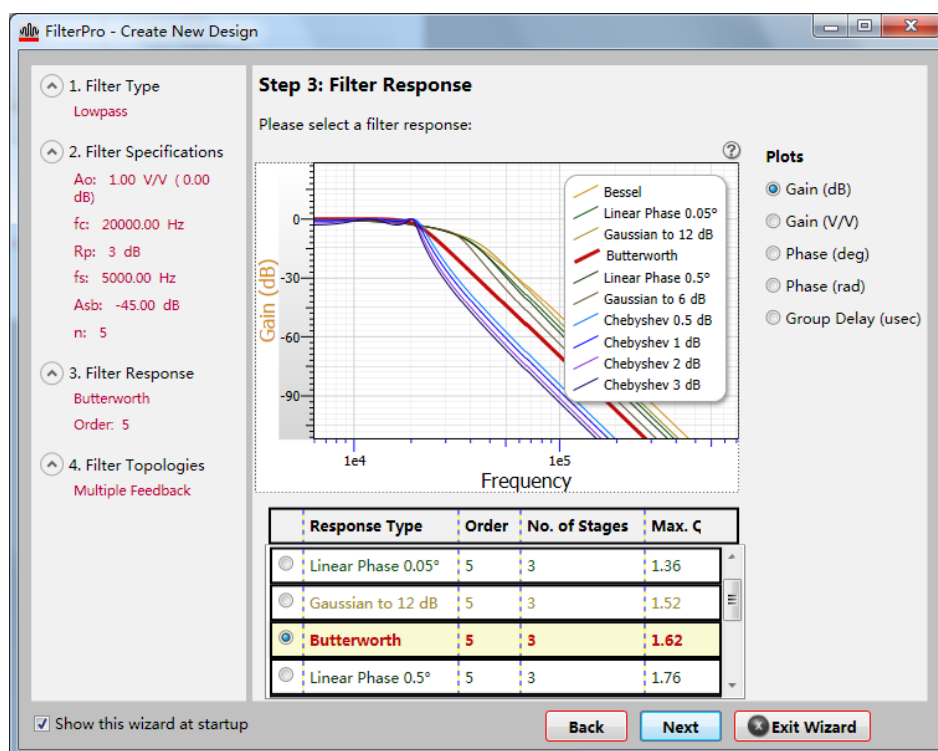 FilterPro - Create New Design
1. Filter Type
Lowpass
2. Filter Specifications
Ao: 1.00 V/V ( 0.00
dB)
fc: 20000.00 Hz
Rp: 3 dB
fs: 5000.00 Hz
Asb: -45.00 dB
n: 5
3. Filter Response
Butterworth
Order: 5
4. Filter Topologies
Multiple Feedback
Step 3: Filter Response
Please select a filter response:
?
Gain (dB)
0
-30
-60
-90
1e4 1e5
Frequency
Bessel
Linear Phase 0.05°
Gaussian to 12 dB
Butterworth
Linear Phase 0.5°
Gaussian to 6 dB
Chebyshev 0.5 dB
Chebyshev 1 dB
Chebyshev 2 dB
Chebyshev 3 dB
Plots
Gain (dB)
Gain (V/V)
Phase (deg)
Phase (rad)
Group Delay (usec)
Response Type Order No. of Stages Max. Q
Linear Phase 0.05° 5 3 1.36
Gaussian to 12 dB 5 3 1.52
Butterworth 5 3 1.62
Linear Phase 0.5° 5 3 1.76
Show this wizard at startup
Back Next Exit Wizard